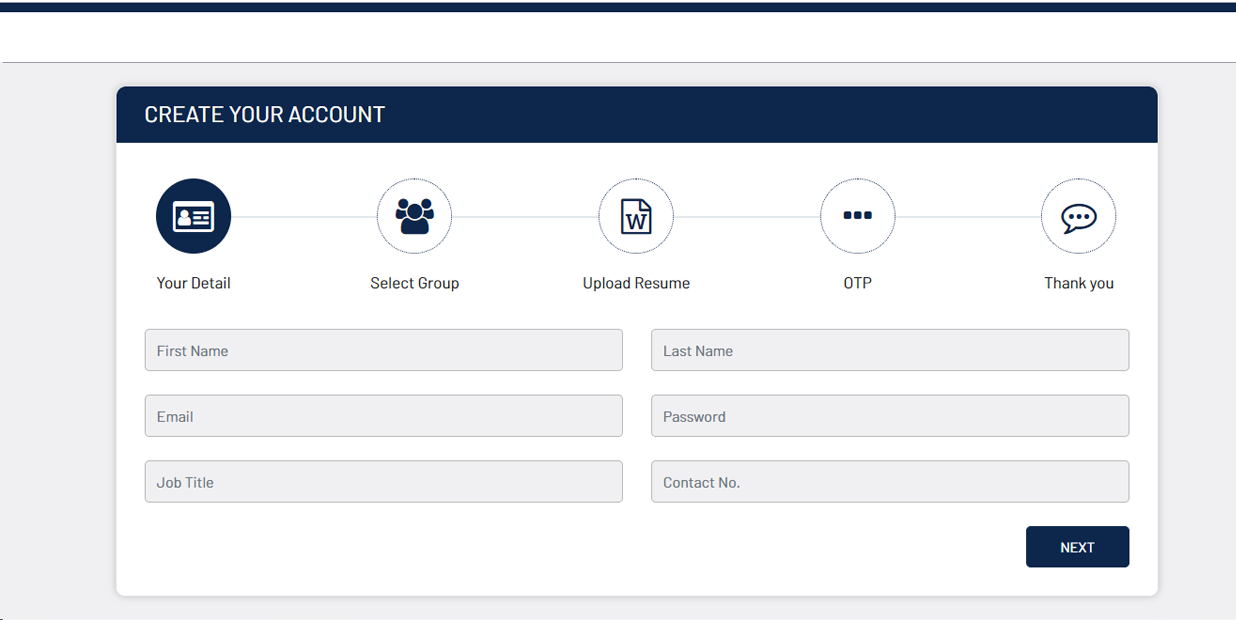 CREATE YOUR ACCOUNT
W
Your Detail
Select Group
Upload Resume
OTP
Thank you
First Name
Last Name
Email
Password
Job Title
Contact No.
NEXT